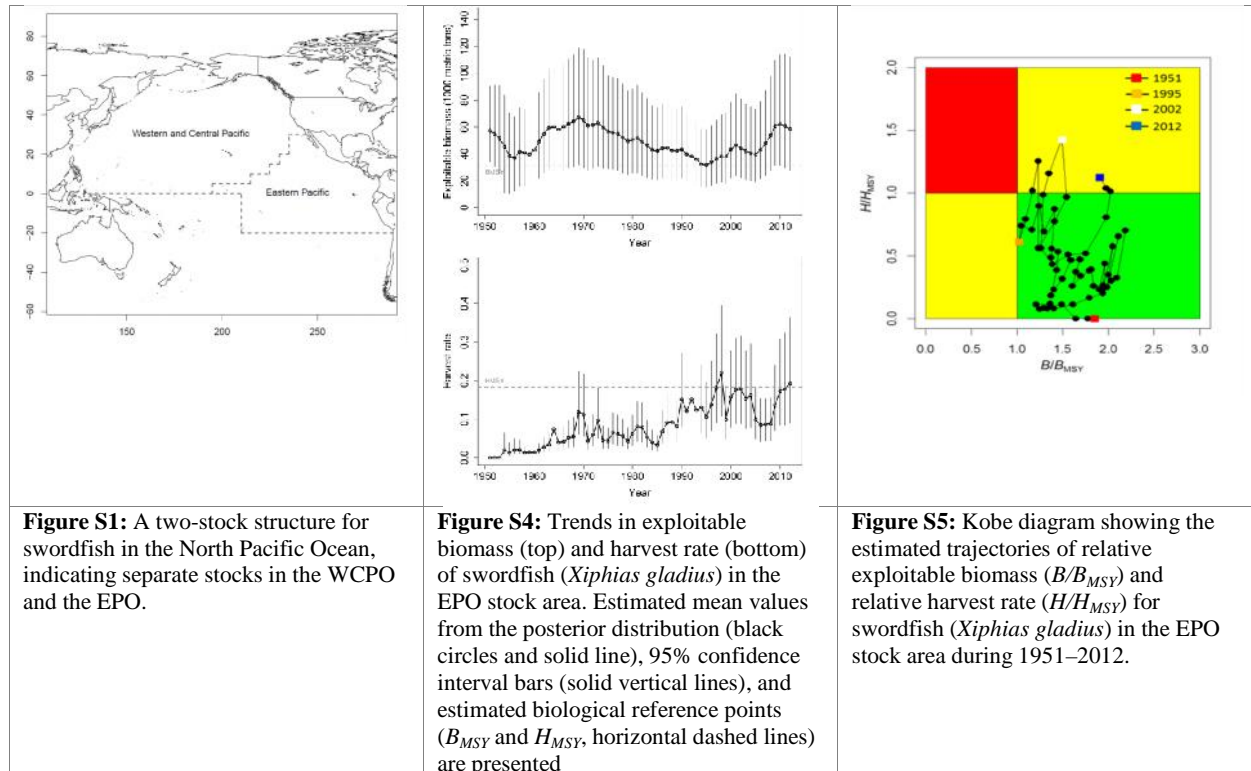 80
60
40
20
0
-20
-40
-60
150
200
250
Western and Central Pacific
Eastern Pacific
Exploitable biomass (1000 metric tons)
140
120
100
80
60
40
20
0
1950
1960
1970
1980
1990
2000
2010
Year
Harvest rate
0.5
0.4
0.3
0.2
0.1
0.0
1950
1960
1970
1980
1990
2000
2010
Year
H/H_MSY
2.0
1.5
1.0
0.5
0.0
0.0
0.5
1.0
1.5
2.0
2.5
3.0
B/B_MSY
1951
1995
2002
2012
Figure S1: A two-stock structure for
swordfish in the North Pacific Ocean,
indicating separate stocks in the WCPO
and the EPO.
Figure S4: Trends in exploitable
biomass (top) and harvest rate (bottom)
of swordfish (Xiphias gladius) in the
EPO stock area. Estimated mean values
from the posterior distribution (black
circles and solid line), 95% confidence
interval bars (solid vertical lines), and
estimated biological reference points
(B_MSY and H_MSY, horizontal dashed lines)
are presented
Figure S5: Kobe diagram showing the
estimated trajectories of relative
exploitable biomass (B/B_MSY) and
relative harvest rate (H/H_MSY) for
swordfish (Xiphias gladius) in the EPO
stock area during 1951–2012.